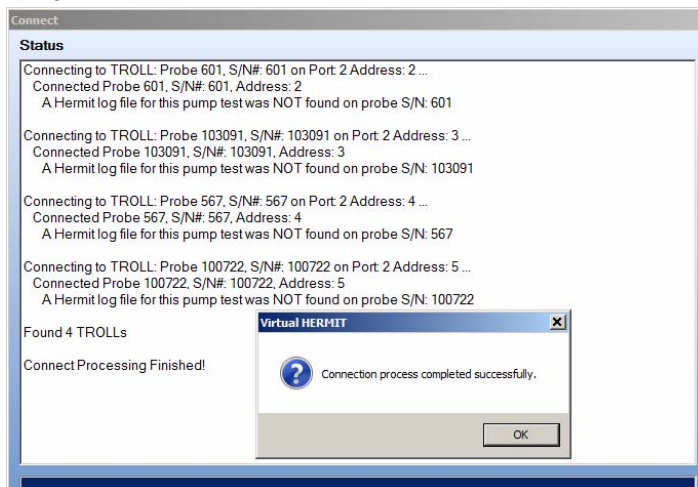 Connect
Status
Connecting to TROLL: Probe 601, S/N#: 601 on Port: 2 Address: 2 ...
Connected Probe 601, S/N#: 601, Address: 2
A Hermit log file for this pump test was NOT found on probe S/N: 601
Connecting to TROLL: Probe 103091, S/N#: 103091 on Port: 2 Address: 3 ...
Connected Probe 103091, S/N#: 103091, Address: 3
A Hermit log file for this pump test was NOT found on probe S/N: 103091
Connecting to TROLL: Probe 567, S/N#: 567 on Port: 2 Address: 4 ...
Connected Probe 567, S/N#: 567, Address: 4
A Hermit log file for this pump test was NOT found on probe S/N: 567
Connecting to TROLL: Probe 100722, S/N#: 100722 on Port: 2 Address: 5 ...
Connected Probe 100722, S/N#: 100722, Address: 5
A Hermit log file for this pump test was NOT found on probe S/N: 100722
Found 4 TROLLs
Connect Processing Finished!
Virtual HERMIT
Connection process completed successfully.
OK